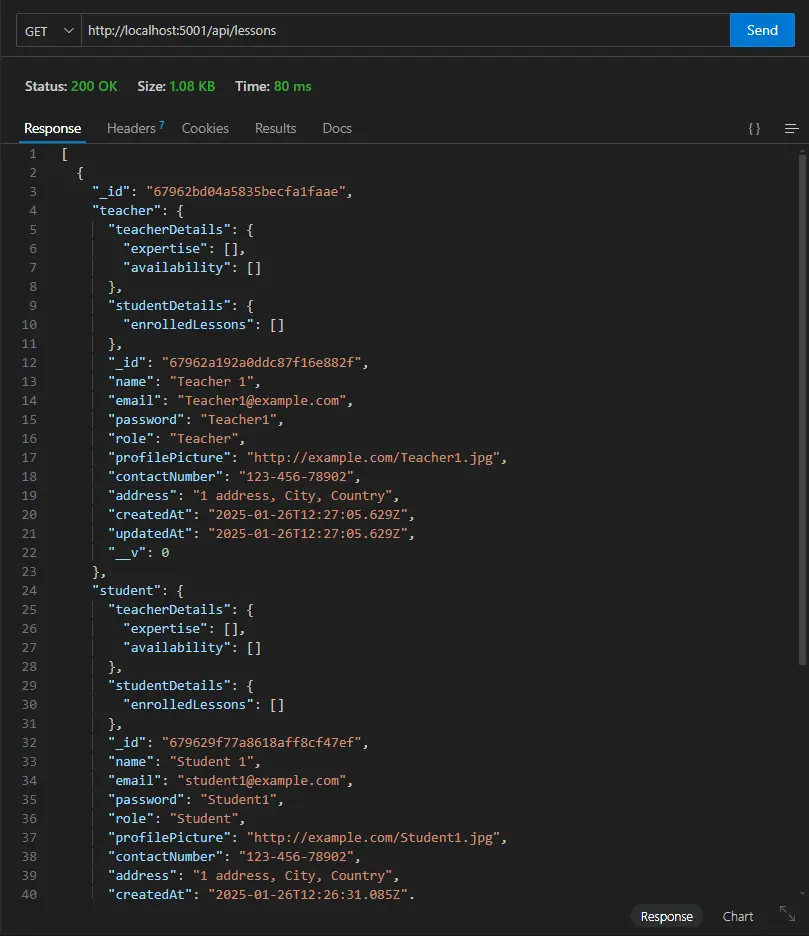 GET http://localhost:5001/api/lessons Send
Status: 200 OK Size: 1.08 KB Time: 80 ms
Response Headers 7 Cookies Results Docs {}
1 [
2 {
3 "_id": "67962bd04a5835becfa1faae",
4 "teacher": {
5 "teacherDetails": {
6 "expertise": [],
7 "availability": []
8 },
9 "studentDetails": {
10 "enrolledLessons": []
11 },
12 "_id": "67962a192a0ddc87f16e882f",
13 "name": "Teacher 1",
14 "email": "Teacher1@example.com",
15 "password": "Teacher1",
16 "role": "Teacher",
17 "profilePicture": "http://example.com/Teacher1.jpg",
18 "contactNumber": "123-456-78902",
19 "address": "1 address, City, Country",
20 "createdAt": "2025-01-26T12:27:05.629Z",
21 "updatedAt": "2025-01-26T12:27:05.629Z",
22 "__v": 0
23 },
24 "student": {
25 "teacherDetails": {
26 "expertise": [],
27 "availability": []
28 },
29 "studentDetails": {
30 "enrolledLessons": []
31 },
32 "_id": "679629f77a8618aff8cf47ef",
33 "name": "Student 1",
34 "email": "student1@example.com",
35 "password": "Student1",
36 "role": "Student",
37 "profilePicture": "http://example.com/Student1.jpg",
38 "contactNumber": "123-456-78902",
39 "address": "1 address, City, Country",
40 "createdAt": "2025-01-26T12:26:31.085Z",
Response Chart